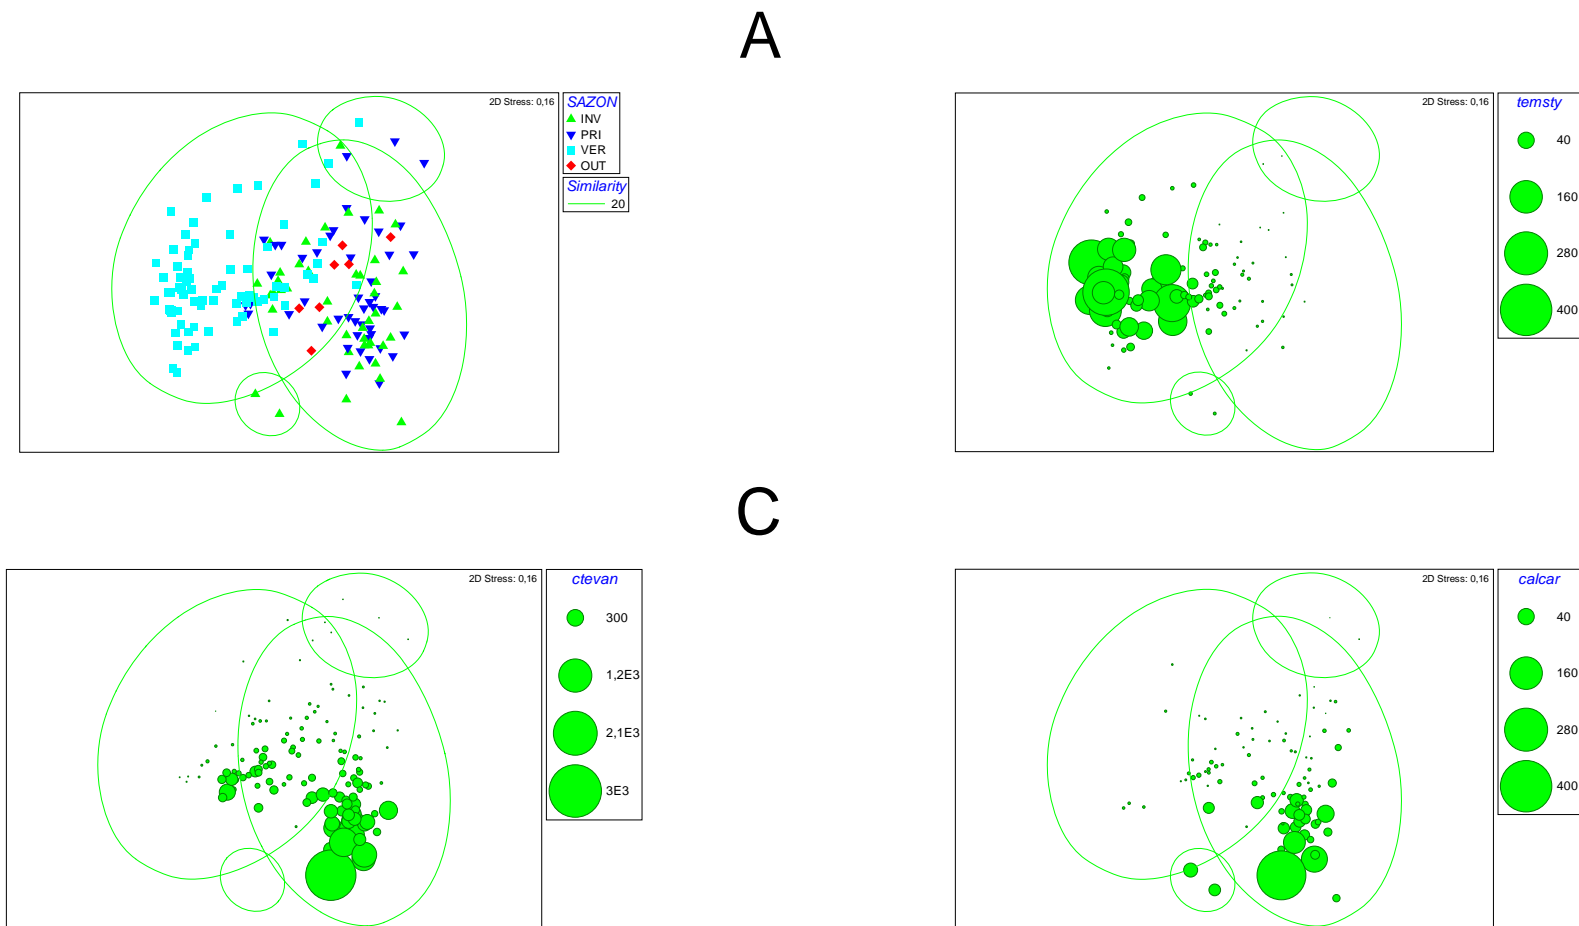 A
2D Stress: 0,16
SAZON
INV
PRI
VER
OUT
Similarity
20
2D Stress: 0,16
temsty
40
160
280
400
C
2D Stress: 0,16
ctevan
300
1,2E3
2,1E3
3E3
2D Stress: 0,16
calcar
40
160
280
400